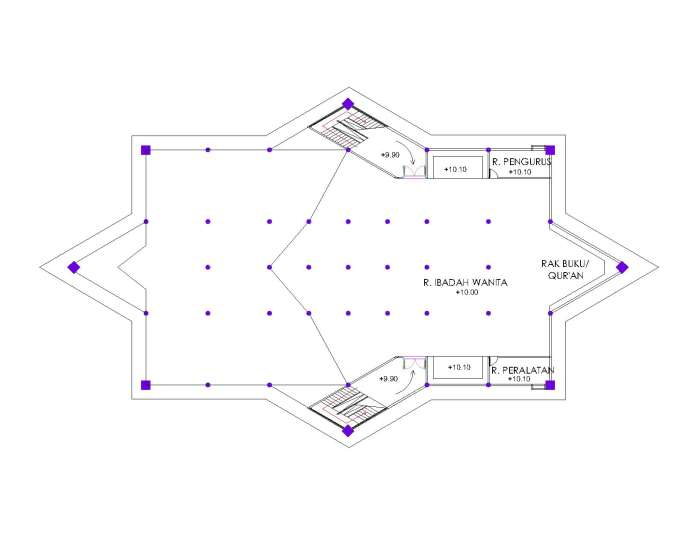 +9.90
+10.10
R. PENGURUS
+10.10
RAK BUKU/
QUR'AN
R. IBADAH WANITA
+10.00
+9.90
+10.10
R. PERALATAN
+10.10